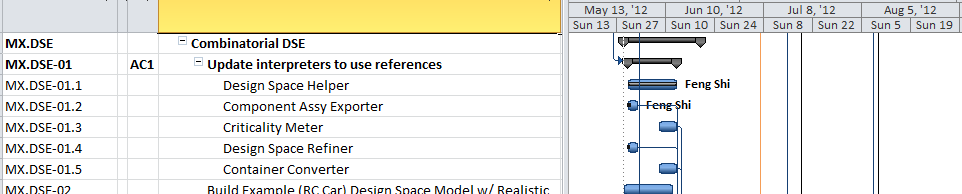 May 13, '12 Jun 10, '12 Jul 8, '12 Aug 5, '12
Sun 13 Sun 27 Sun 10 Sun 24 Sun 8 Sun 22 Sun 5 Sun 19
MX.DSE Combinatorial DSE
MX.DSE-01 AC1 Update interpreters to use references
MX.DSE-01.1 Design Space Helper Feng Shi
MX.DSE-01.2 Component Assy Exporter Feng Shi
MX.DSE-01.3 Criticality Meter
MX.DSE-01.4 Design Space Refiner
MX.DSE-01.5 Container Converter
MX.DSE-02 Build Example (RC Car) Design Space Model w/ Realistic